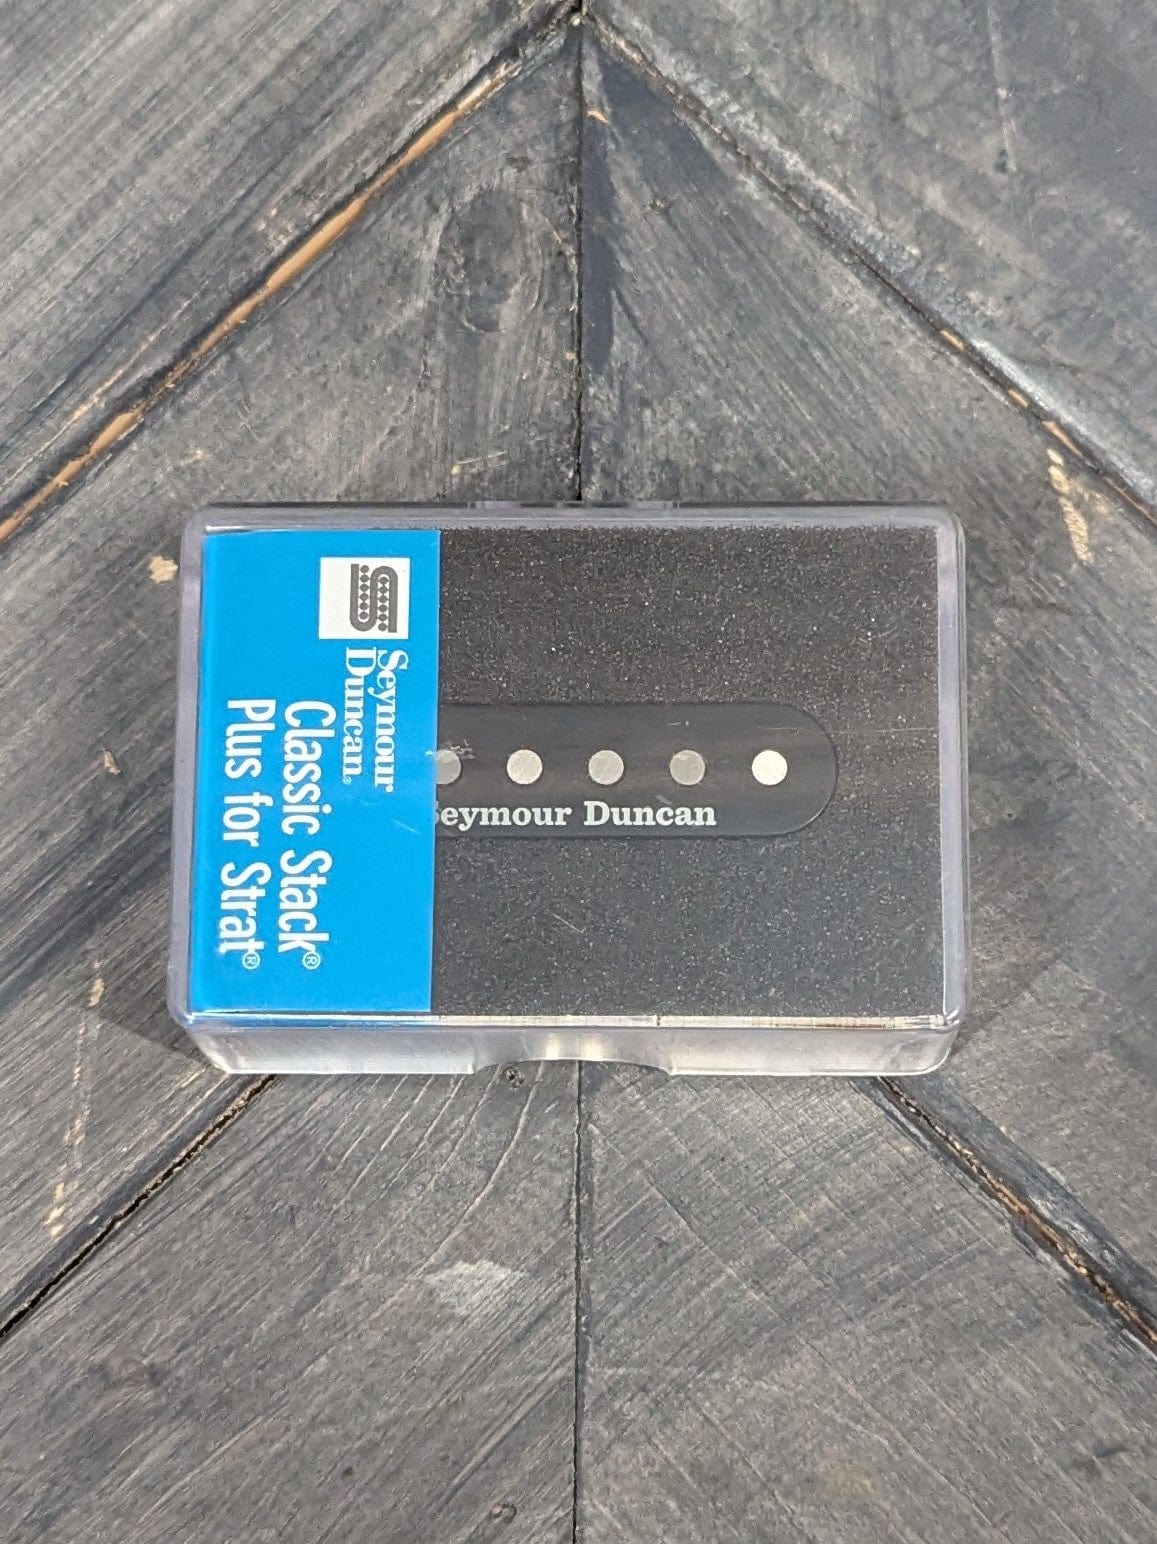 Seymour
Duncan.
Classic Stack®
Plus for Strat®
Seymour Duncan